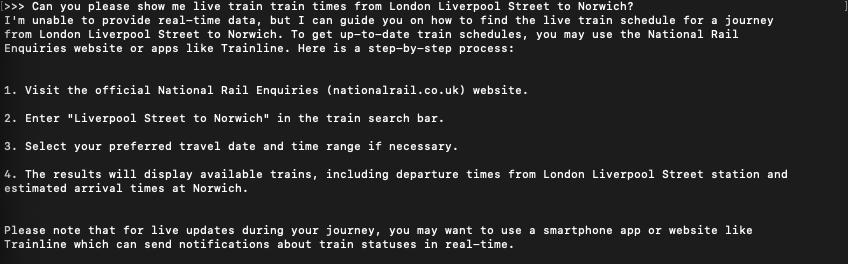 >>> Can you please show me live train train times from London Liverpool Street to Norwich?
I'm unable to provide real-time data, but I can guide you on how to find the live train schedule for a journey
from London Liverpool Street to Norwich. To get up-to-date train schedules, you may use the National Rail
Enquiries website or apps like Trainline. Here is a step-by-step process:
1. Visit the official National Rail Enquiries (nationalrail.co.uk) website.
2. Enter "Liverpool Street to Norwich" in the train search bar.
3. Select your preferred travel date and time range if necessary.
4. The results will display available trains, including departure times from London Liverpool Street station and
estimated arrival times at Norwich.
Please note that for live updates during your journey, you may want to use a smartphone app or website like
Trainline which can send notifications about train statuses in real-time.